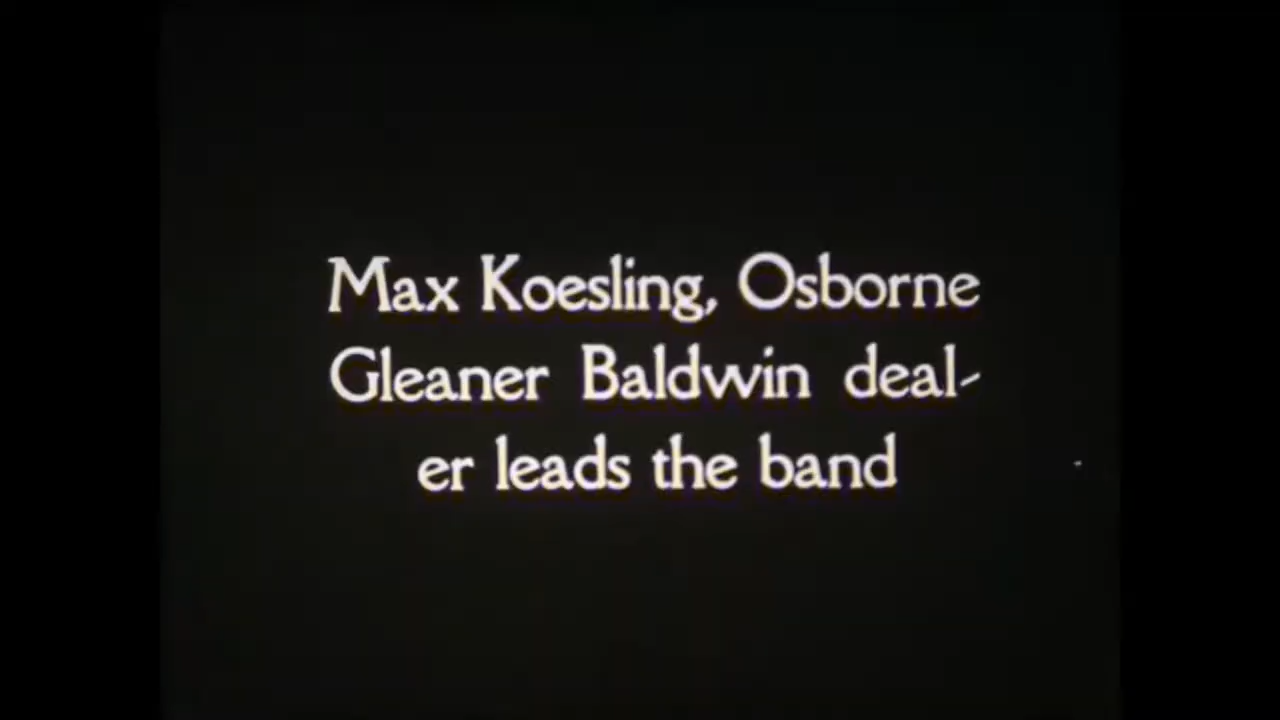 Max Koesling, Osborne
Gleaner Baldwin deal-
er leads the band